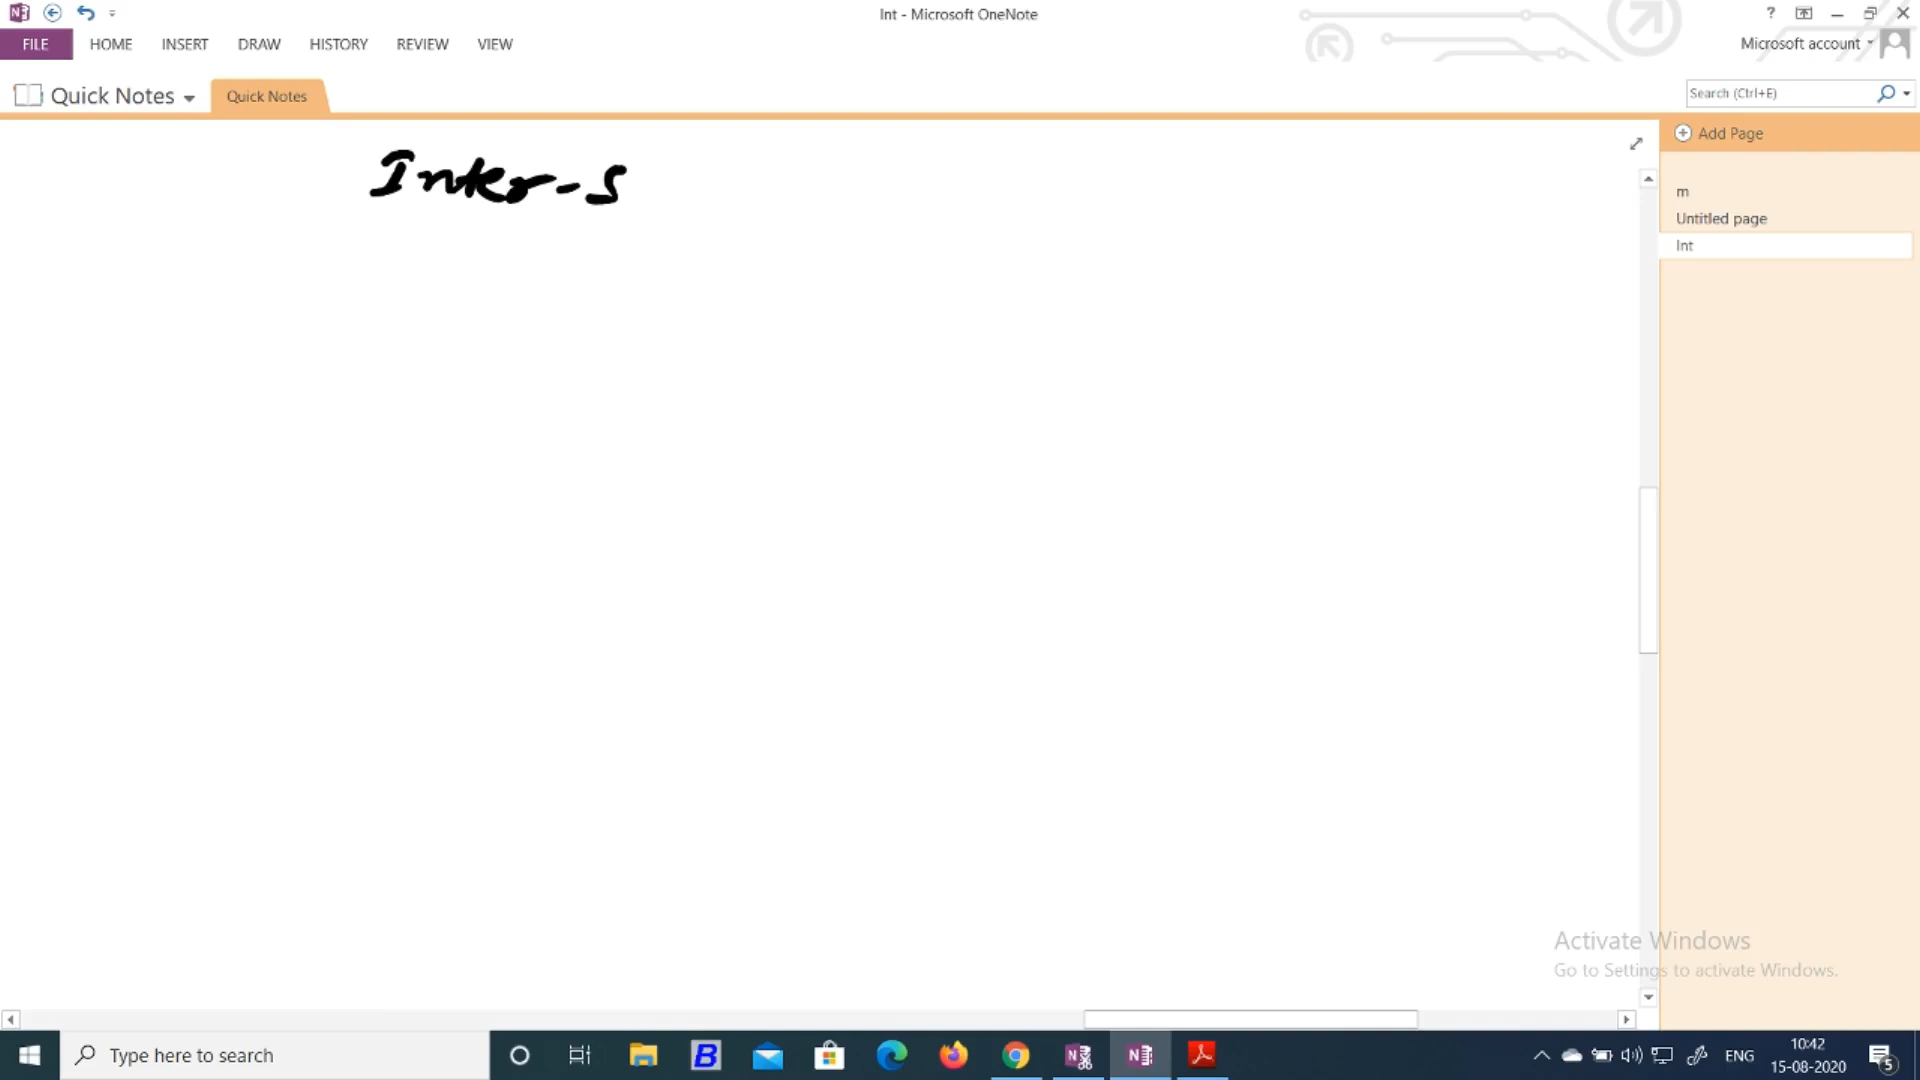 Int - Microsoft OneNote
?
FILE HOME INSERT DRAW HISTORY REVIEW VIEW
Microsoft account
Quick Notes
Quick Notes
Search (Ctrl+E)
Add Page
Inter-S
m
Untitled page
Int
Activate Windows
Go to Settings to activate Windows.
Type here to search
B
ENG
10:42
15-08-2020
5